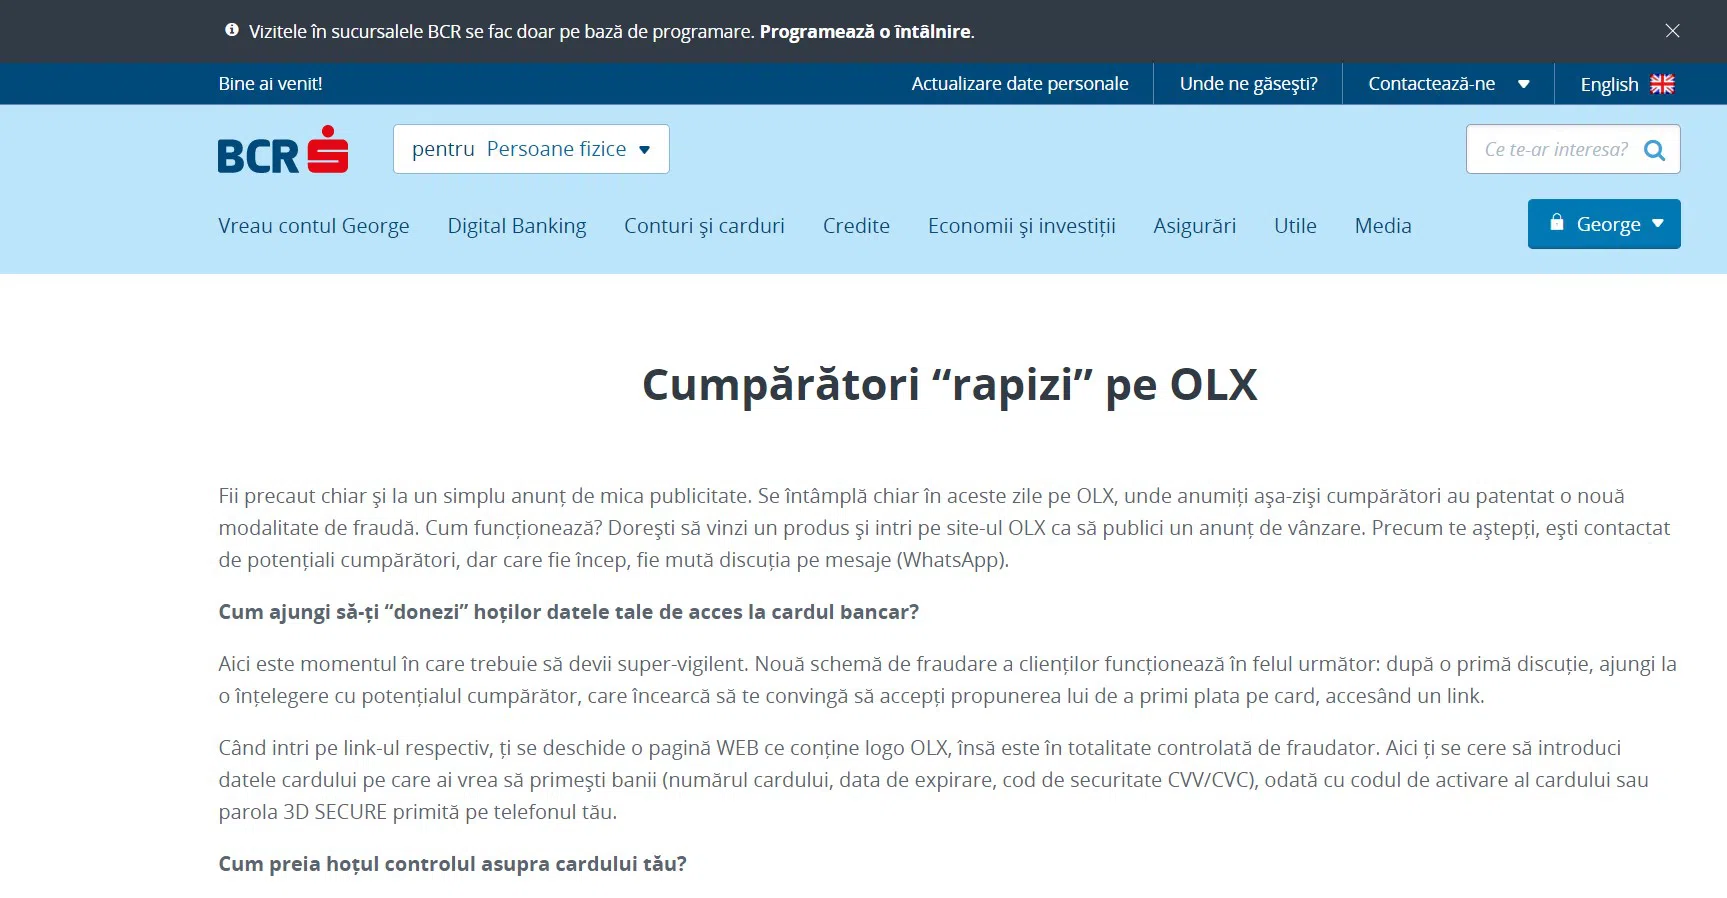 Vizitele în sucursalele BCR se fac doar pe bază de programare. Programează o întâlnire.
Bine ai venit!
Actualizare date personale
Unde ne găsești?
Contactează-ne
English
BCR
pentru Persoane fizice
Ce te-ar interesa?
Vreau contul George
Digital Banking
Conturi și carduri
Credite
Economii și investiții
Asigurări
Utile
Media
George
Cumpărători “rapizi” pe OLX
Fii precaut chiar și la un simplu anunț de mica publicitate. Se întâmplă chiar în aceste zile pe OLX, unde anumiți așa-ziși cumpărători au patentat o nouă
modalitate de fraudă. Cum funcționează? Dorești să vinzi un produs și intri pe site-ul OLX ca să publici un anunț de vânzare. Precum te aștepți, ești contactat
de potențiali cumpărători, dar care fie încep, fie mută discuția pe mesaje (WhatsApp).
Cum ajungi să-ți “donezi” hoților datele tale de acces la cardul bancar?
Aici este momentul în care trebuie să devii super-vigilent. Nouă schemă de fraudare a clienților funcționează în felul următor: după o primă discuție, ajungi la
o înțelegere cu potențialul cumpărător, care încearcă să te convingă să accepți propunerea lui de a primi plata pe card, accesând un link.
Când intri pe link-ul respectiv, ți se deschide o pagină WEB ce conține logo OLX, însă este în totalitate controlată de fraudator. Aici ți se cere să introduci
datele cardului pe care ai vrea să primești banii (numărul cardului, data de expirare, cod de securitate CVV/CVC), odată cu codul de activare al cardului sau
parola 3D SECURE primită pe telefonul tău.
Cum preia hoțul controlul asupra cardului tău?